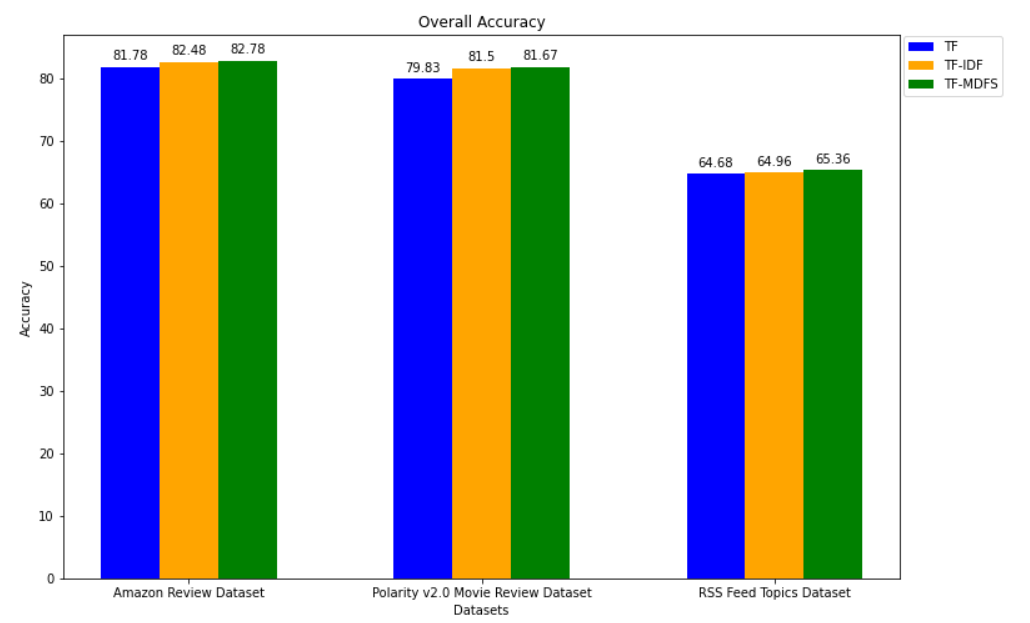 Overall Accuracy
TF
TF-IDF
TF-MDFS
81.78 82.48 82.78
79.83 81.5 81.67
64.68 64.96 65.36
80
70
60
50
40
30
20
10
0
Accuracy
Amazon Review Dataset
Polarity v2.0 Movie Review Dataset
RSS Feed Topics Dataset
Datasets